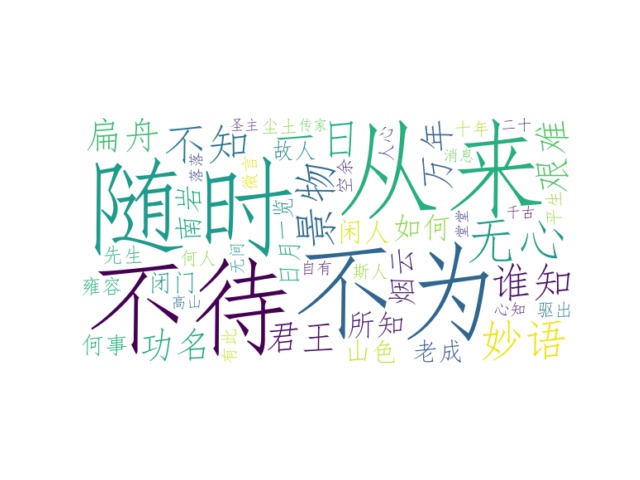 扁舟
不知
圣主
尘土
传家
一日
故人
人心
万年
十年
二十
艰难
落落
微言
空余
消息
随时
从来
南岩
一览
景物
闲人
如何
堂堂
千古
平生
无心
先生
何人
无间
日月
自有
斯人
烟云
谁知
雍容
闭门
高山
不待
不为
心知
驱出
何事
功名
有此
君王
所知
山色
老成
妙语